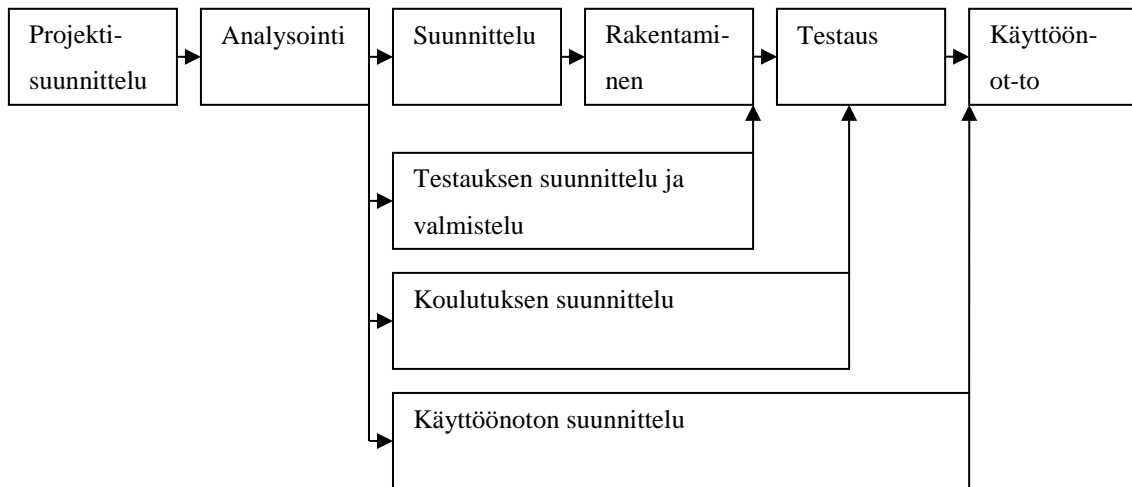 Projekti-
suunnittelu
Analysointi
Suunnittelu
Rakentami-
nen
Testaus
Käyttöön-
ot-to
Testauksen suunnittelu ja
valmistelu
Koulutuksen suunnittelu
Käyttöönoton suunnittelu